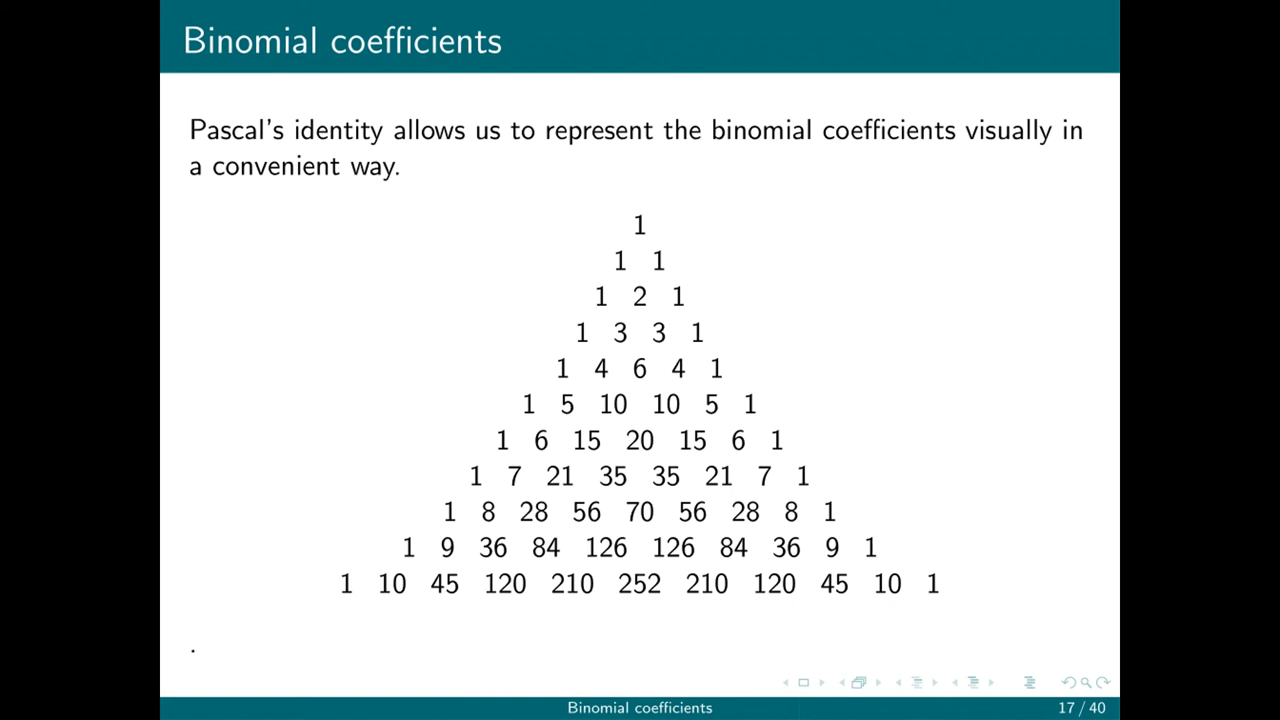 Binomial coefficients
Pascal's identity allows us to represent the binomial coefficients visually in
a convenient way.
1
1 1
1 2 1
1 3 3 1
1 4 6 4 1
1 5 10 10 5 1
1 6 15 20 15 6 1
1 7 21 35 35 21 7 1
1 8 28 56 70 56 28 8 1
1 9 36 84 126 126 84 36 9 1
1 10 45 120 210 252 210 120 45 10 1
.
Binomial coefficients 17 / 40